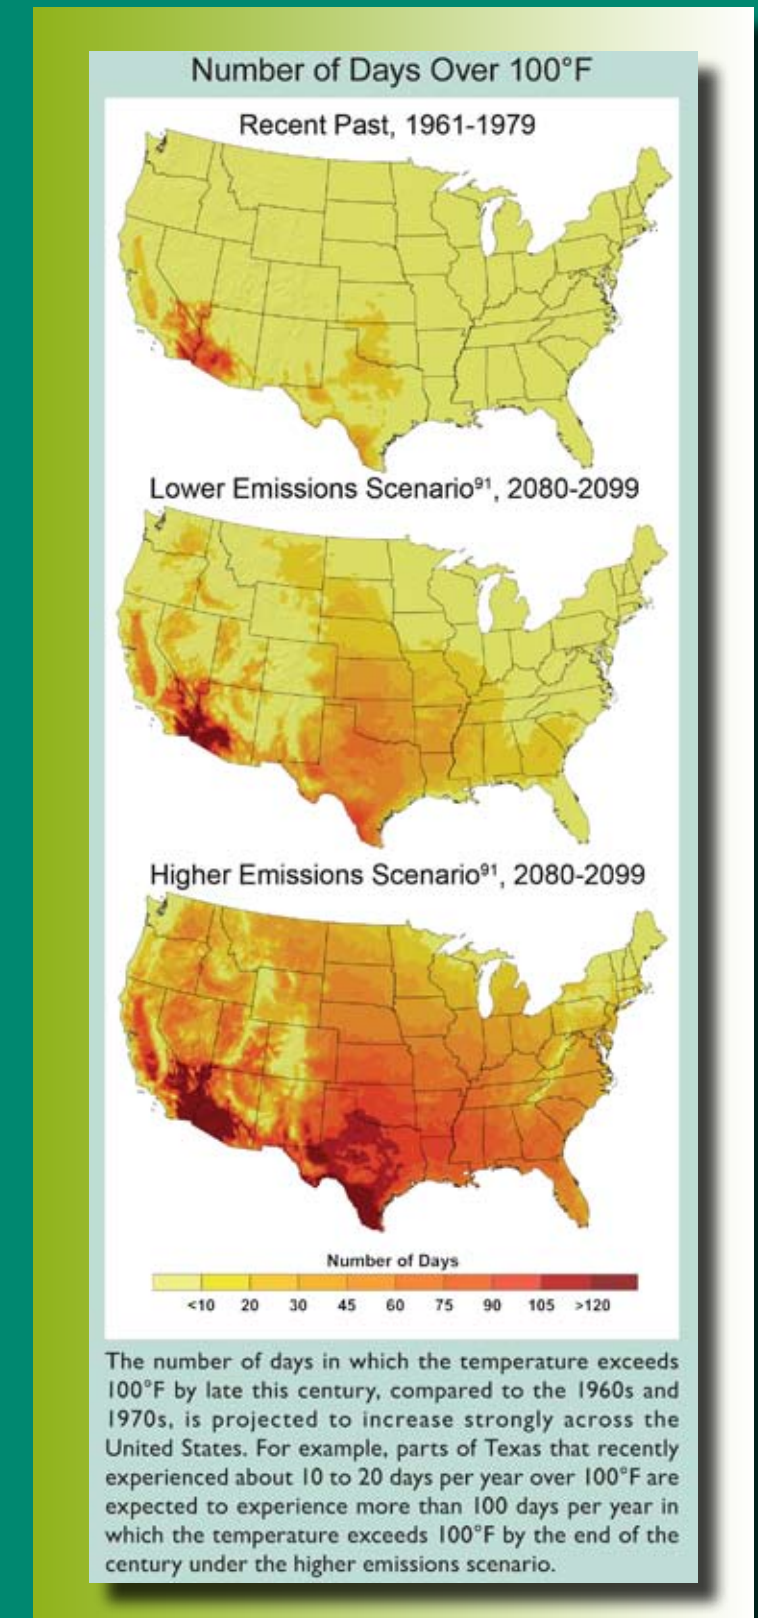 Number of Days Over 100°F
Recent Past, 1961-1979
Lower Emissions Scenario⁹¹, 2080-2099
Higher Emissions Scenario⁹¹, 2080-2099
Number of Days
<10 20 30 45 60 75 90 105 >120
The number of days in which the temperature exceeds
100°F by late this century, compared to the 1960s and
1970s, is projected to increase strongly across the
United States. For example, parts of Texas that recently
experienced about 10 to 20 days per year over 100°F are
expected to experience more than 100 days per year in
which the temperature exceeds 100°F by the end of the
century under the higher emissions scenario.